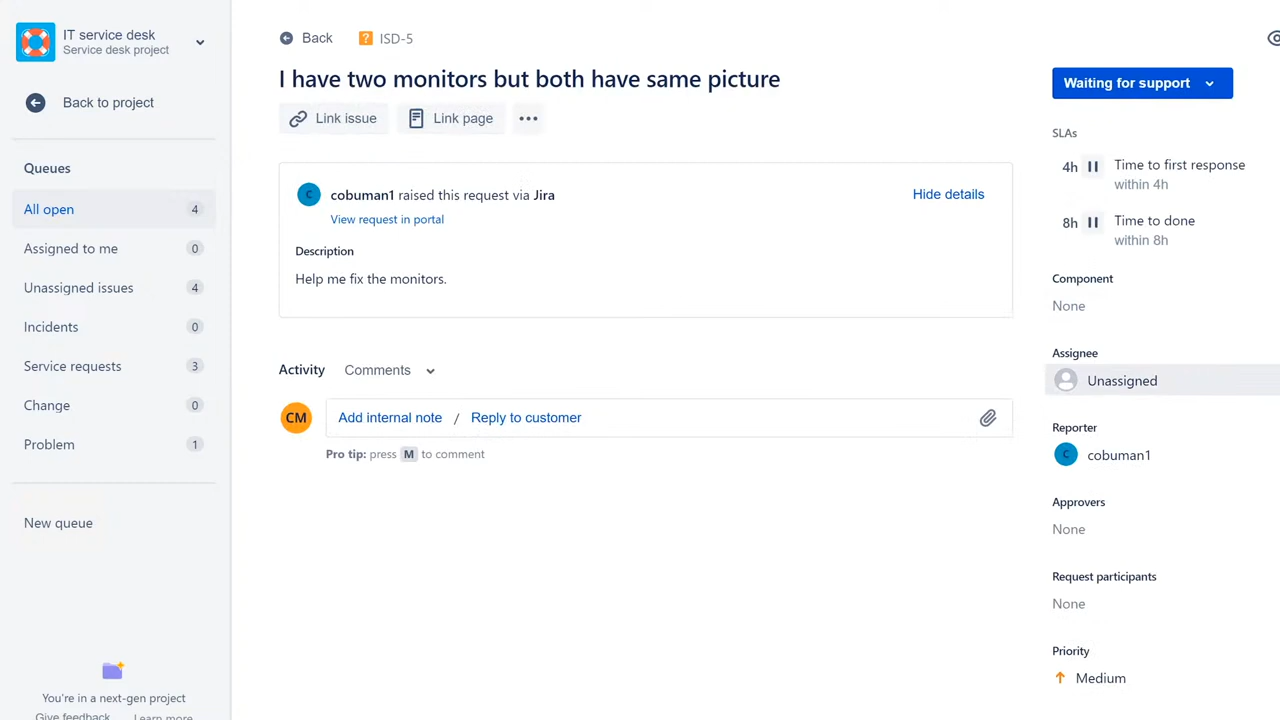 IT service desk
Service desk project
Back to project
Queues
All open 4
Assigned to me 0
Unassigned issues 4
Incidents 0
Service requests 3
Change 0
Problem 1
New queue
You're in a next-gen project
Give feedback Learn more
Back ISD-5
I have two monitors but both have same picture
Link issue Link page
C cobuman1 raised this request via Jira Hide details
View request in portal
Description
Help me fix the monitors.
Activity Comments
CM Add internal note / Reply to customer
Pro tip: press M to comment
Waiting for support
SLAs
4h Time to first response
within 4h
8h Time to done
within 8h
Component
None
Assignee
Unassigned
Reporter
C cobuman1
Approvers
None
Request participants
None
Priority
Medium